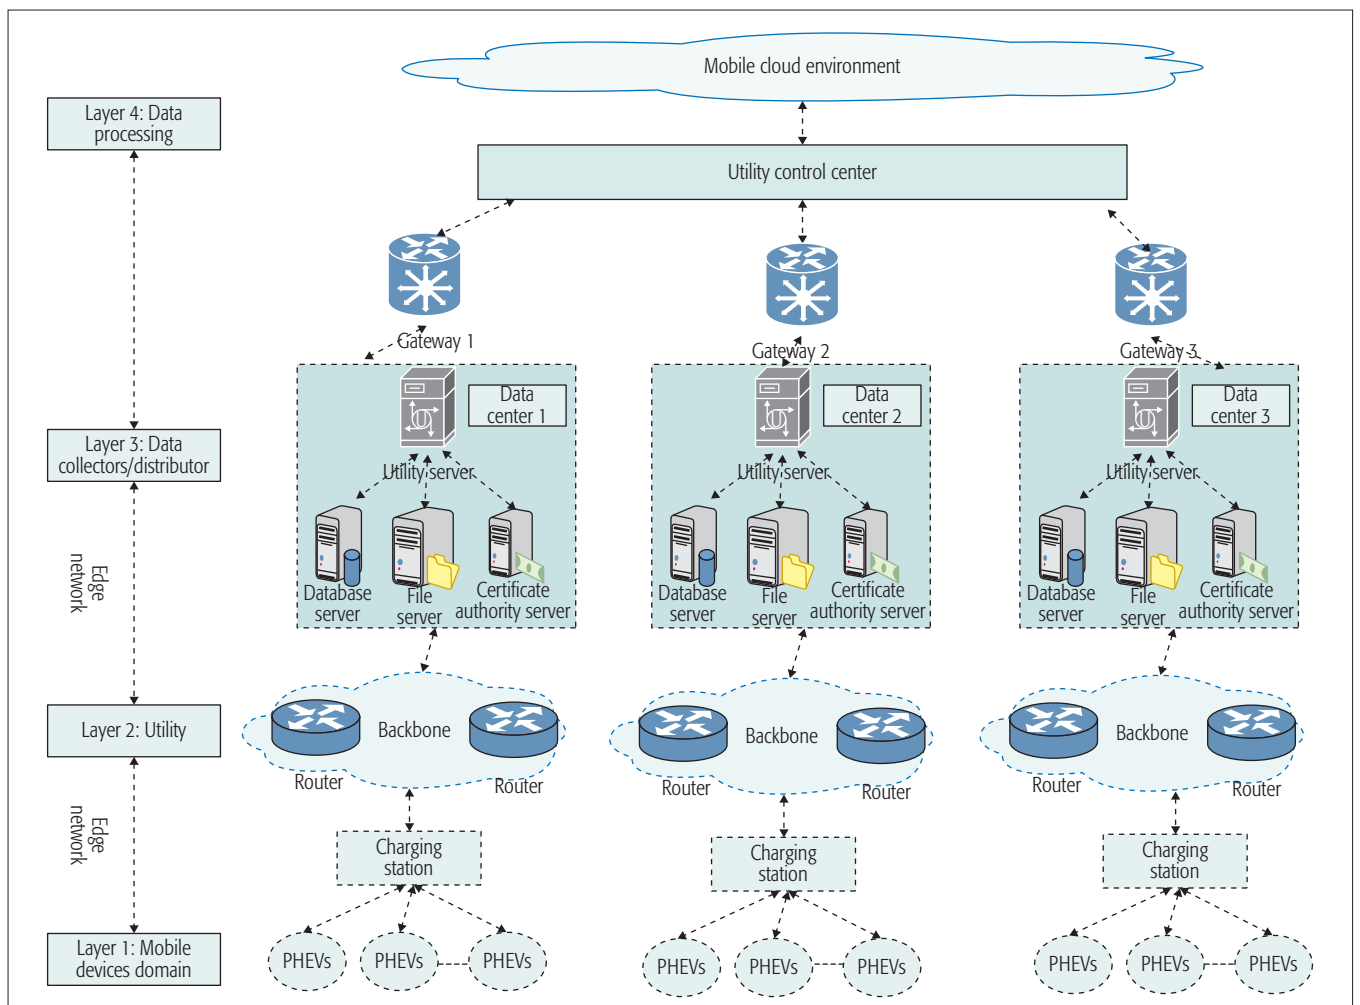 Mobile cloud environment
Layer 4: Data
processing
Utility control center
Gateway 1
Gateway 2
Gateway 3
Data
center 1
Data
center 2
Data
center 3
Layer 3: Data
collectors/distributor
Utility server
Utility server
Utility server
Edge
network
Database
server
File
server
Certificate
authority server
Database
server
File
server
Certificate
authority server
Database
server
File
server
Certificate
authority server
Layer 2: Utility
Backbone
Router
Router
Backbone
Router
Router
Backbone
Router
Router
Edge
network
Charging
station
Charging
station
Charging
station
Layer 1: Mobile
devices domain
PHEVs
PHEVs
PHEVs
PHEVs
PHEVs
PHEVs
PHEVs
PHEVs
PHEVs